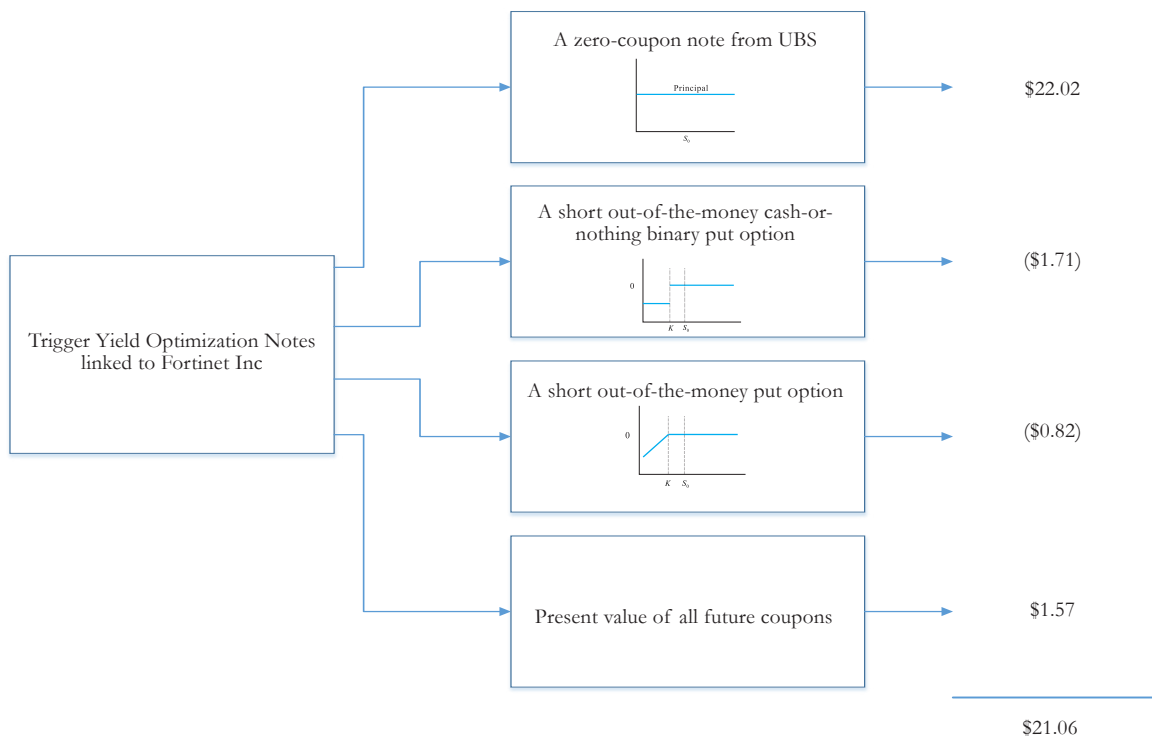 A zero-coupon note from UBS
Principal
S0
$22.02
A short out-of-the-money cash-or-
nothing binary put option
0
K
S0
($1.71)
Trigger Yield Optimization Notes
linked to Fortinet Inc
A short out-of-the-money put option
0
K
S0
($0.82)
Present value of all future coupons
$1.57
$21.06